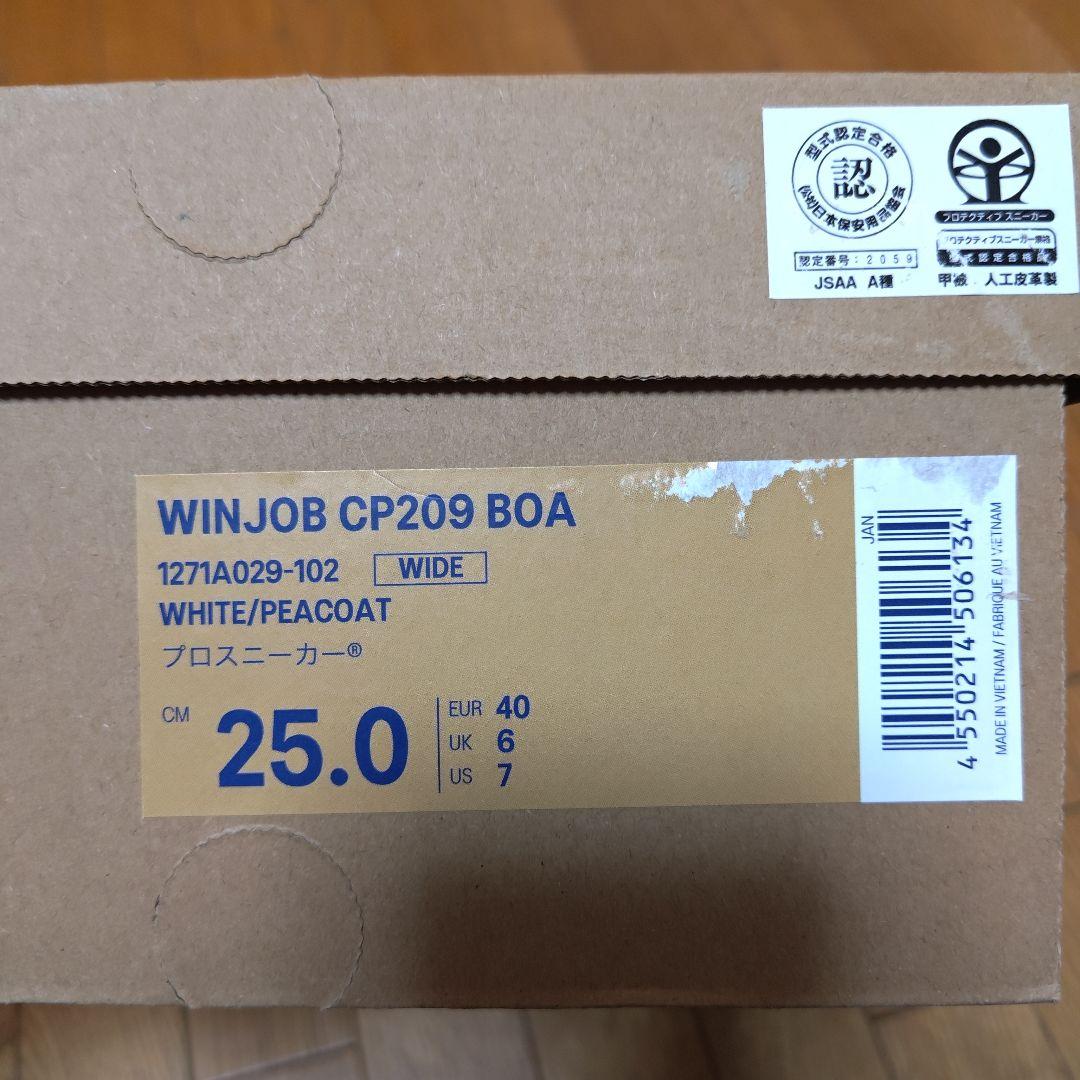 型式認定合格
認
(公社)日本保安用品協会
認定番号：2059
JSAA A種
プロテクティブ スニーカー
プロテクティブスニーカー規格
型式認定合格品
甲被 人工皮革製
WINJOB CP209 BOA
1271A029-102 WIDE
WHITE/PEACOAT
プロスニーカー®
CM 25.0
EUR 40
UK 6
US 7
JAN
4550214506134
MADE IN VIETNAM / FABRIQUE AU VIETNAM